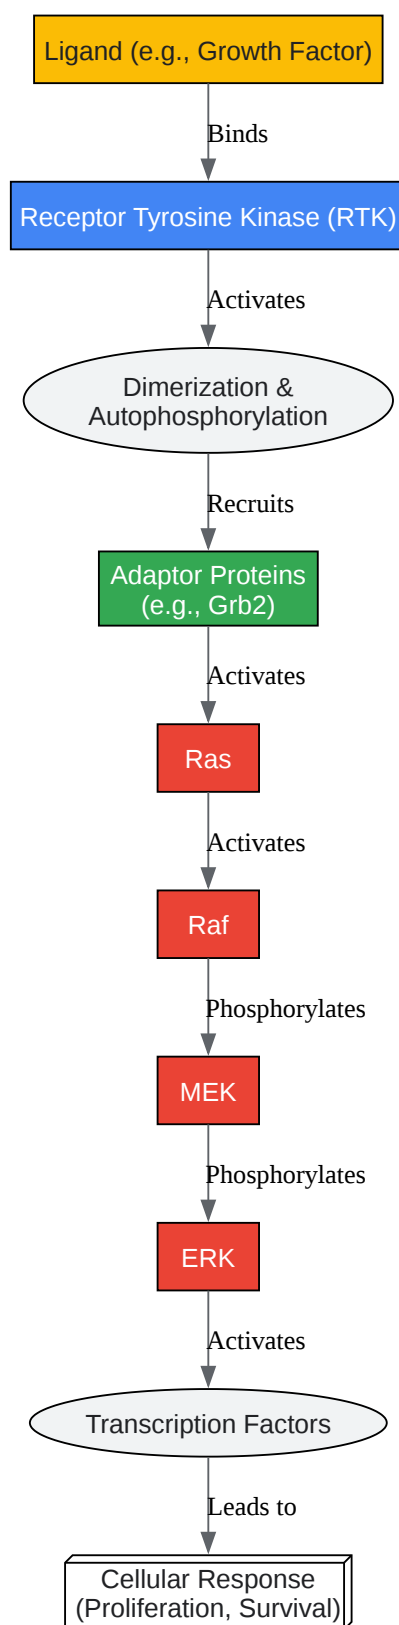 Ligand (e.g., Growth Factor)
Binds
Receptor Tyrosine Kinase (RTK)
Activates
Dimerization &
Autophosphorylation
Recruits
Adaptor Proteins
(e.g., Grb2)
Activates
Ras
Activates
Raf
Phosphorylates
MEK
Phosphorylates
ERK
Activates
Transcription Factors
Leads to
Cellular Response
(Proliferation, Survival)